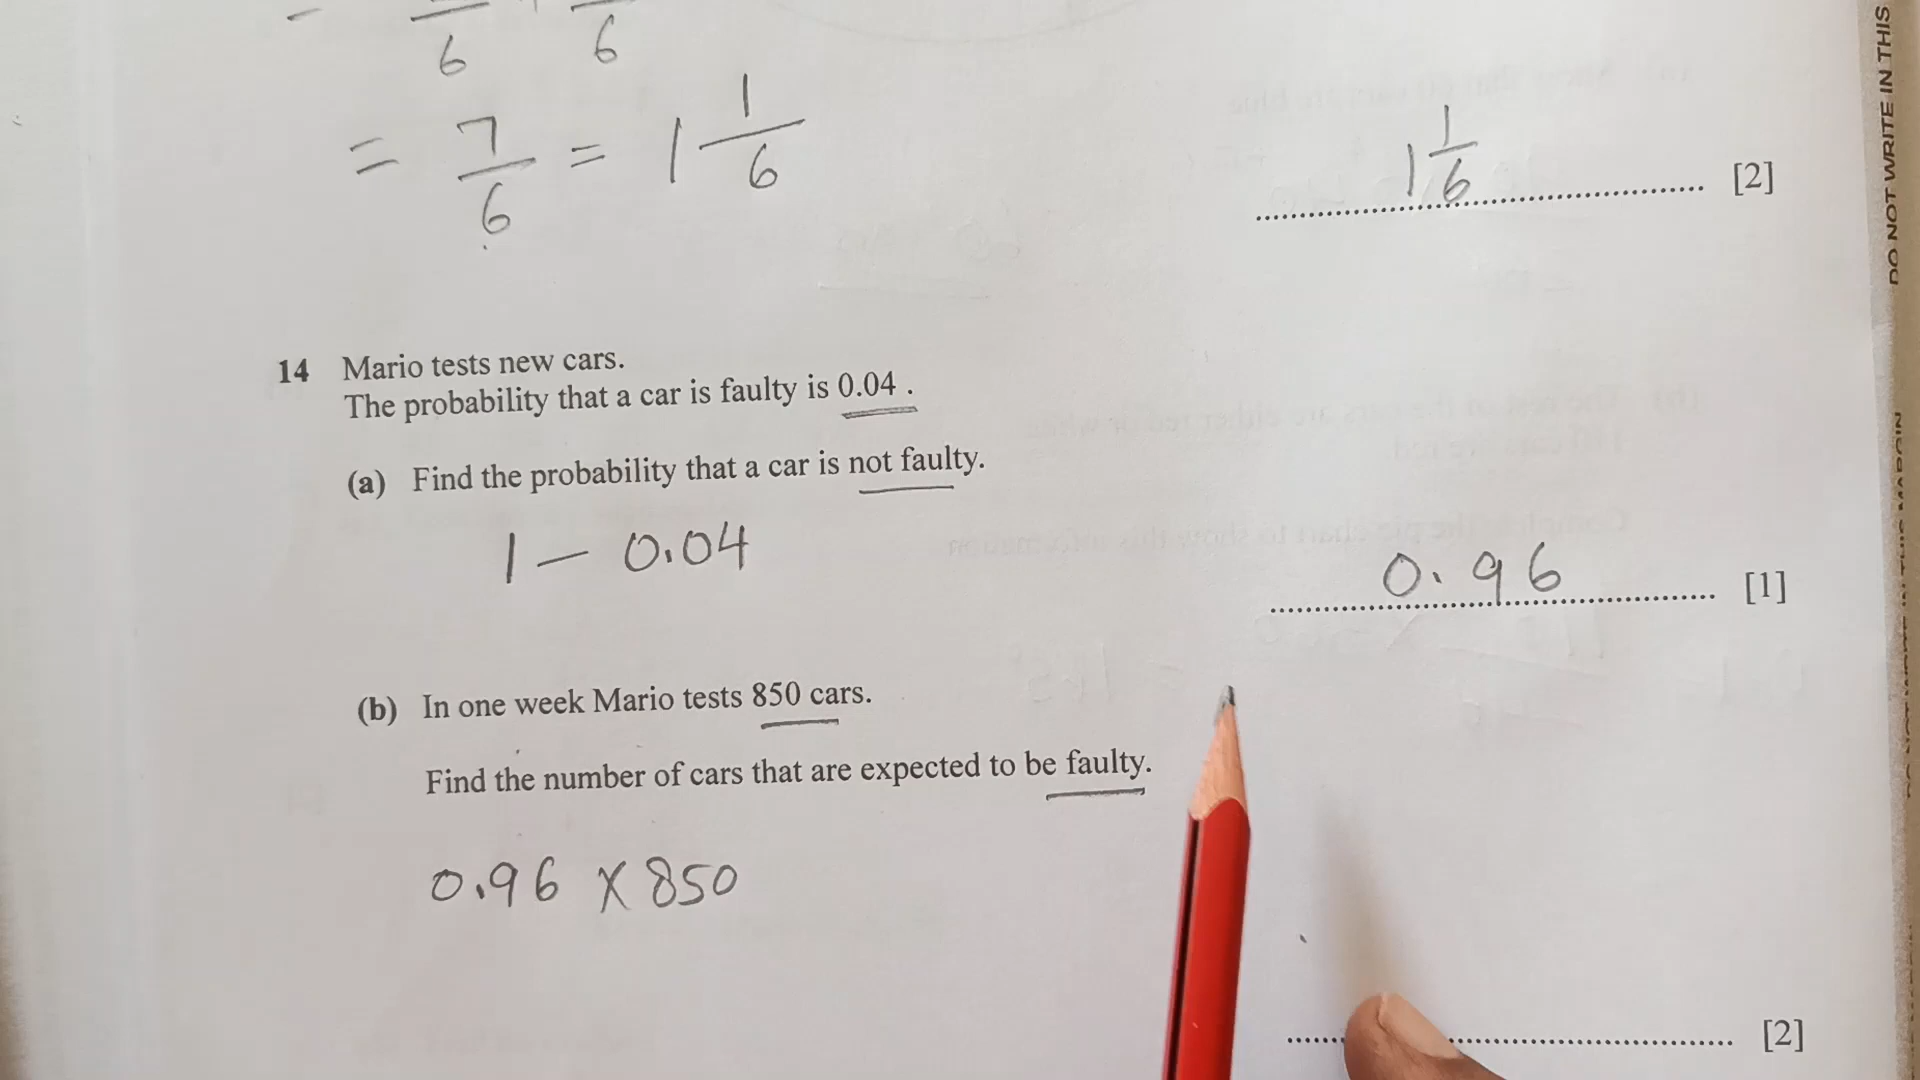 6 6
= 7/6 = 1 1/6
1 1/6 [2]
DO NOT WRITE IN THIS
14 Mario tests new cars.
The probability that a car is faulty is 0.04 .
(a) Find the probability that a car is not faulty.
1 – 0.04
0.96 [1]
(b) In one week Mario tests 850 cars.
Find the number of cars that are expected to be faulty.
0.96 × 850
[2]